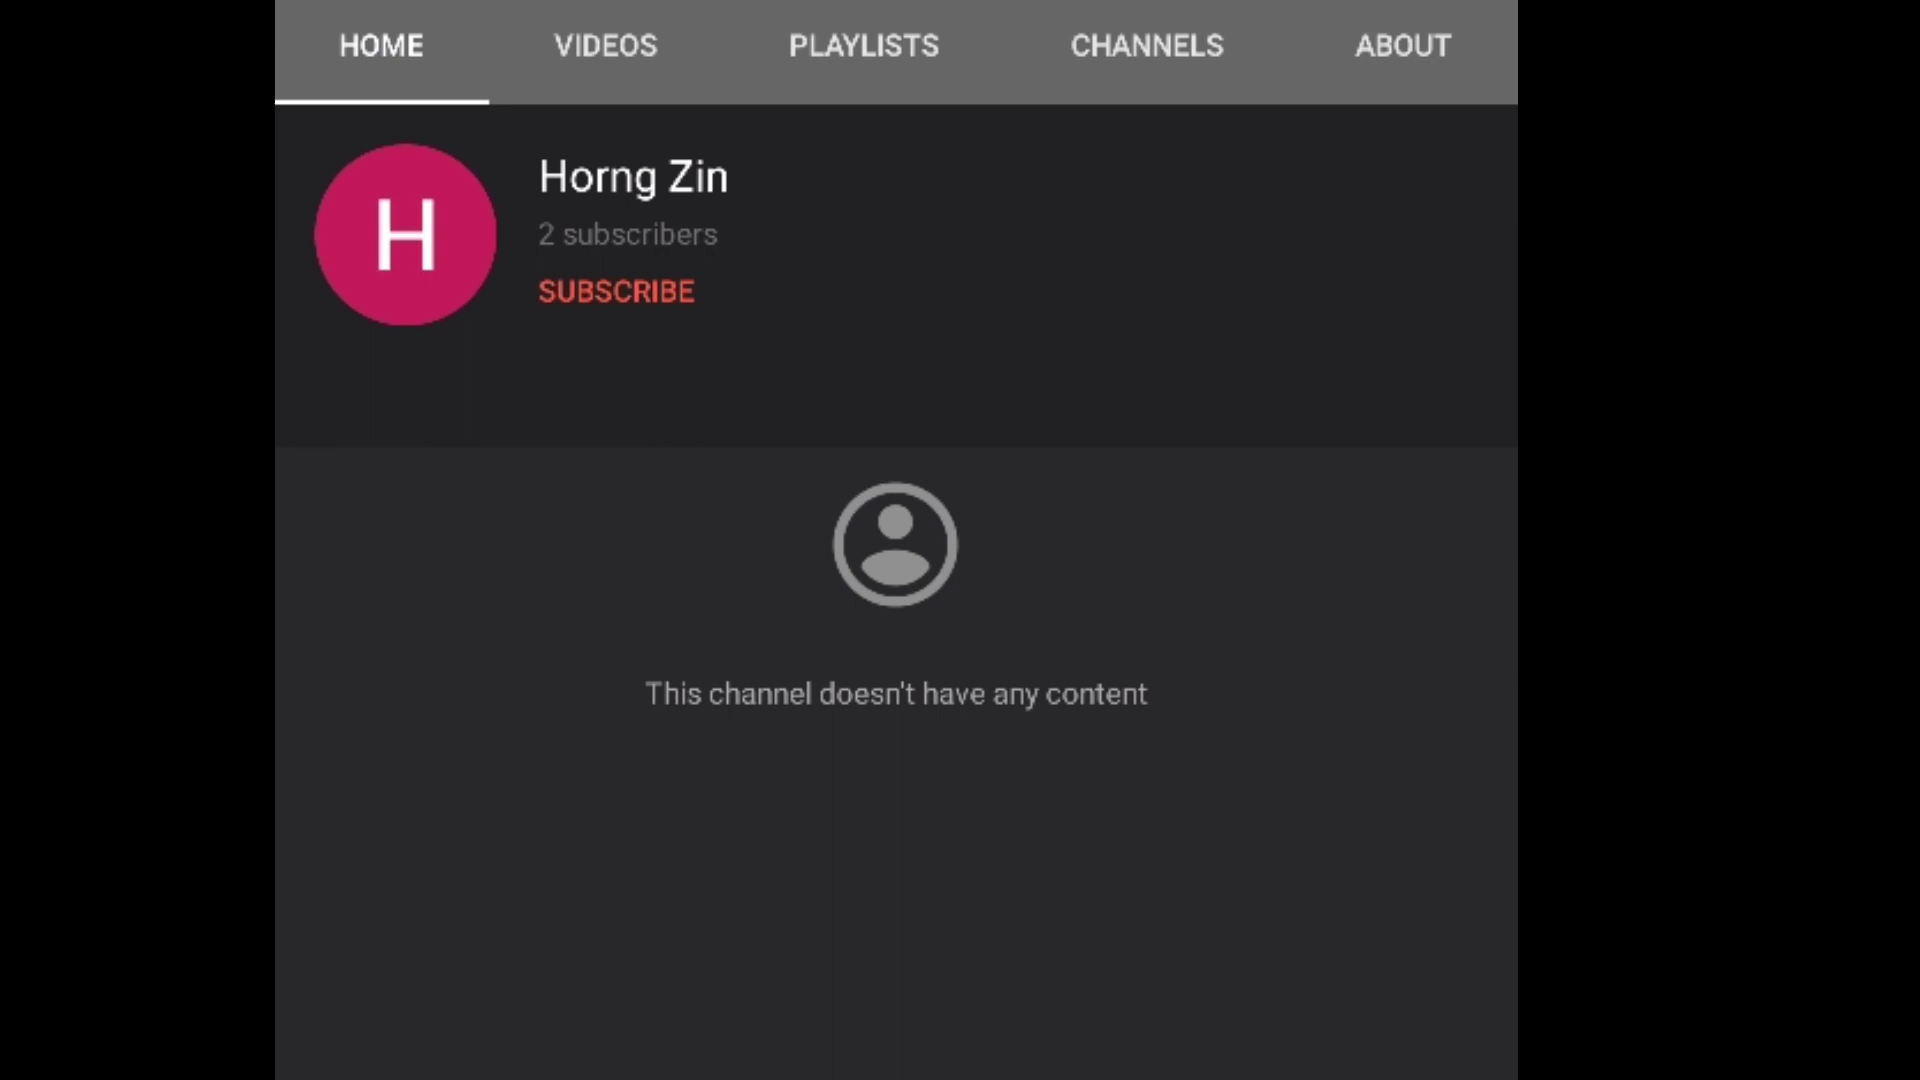 HOME VIDEOS PLAYLISTS CHANNELS ABOUT
H
Horng Zin
2 subscribers
SUBSCRIBE
This channel doesn't have any content